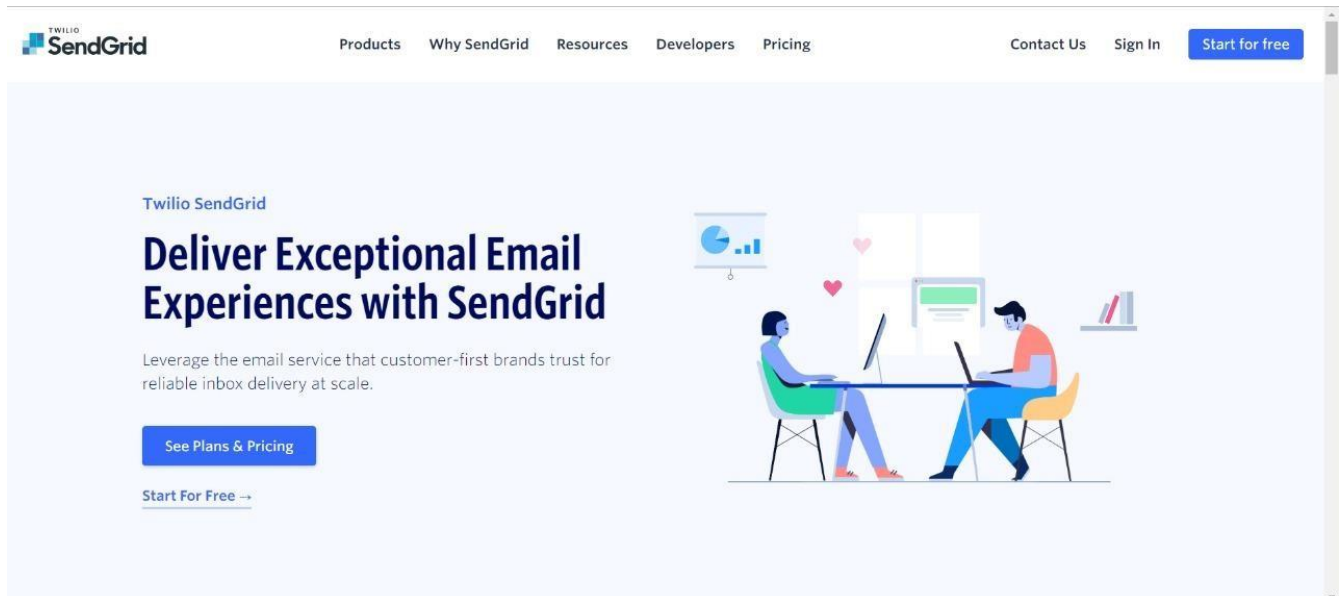 TWILIO
SendGrid
Products Why SendGrid Resources Developers Pricing Contact Us Sign In Start for free
Twilio SendGrid
Deliver Exceptional Email
Experiences with SendGrid
Leverage the email service that customer-first brands trust for
reliable inbox delivery at scale.
See Plans & Pricing
Start For Free →